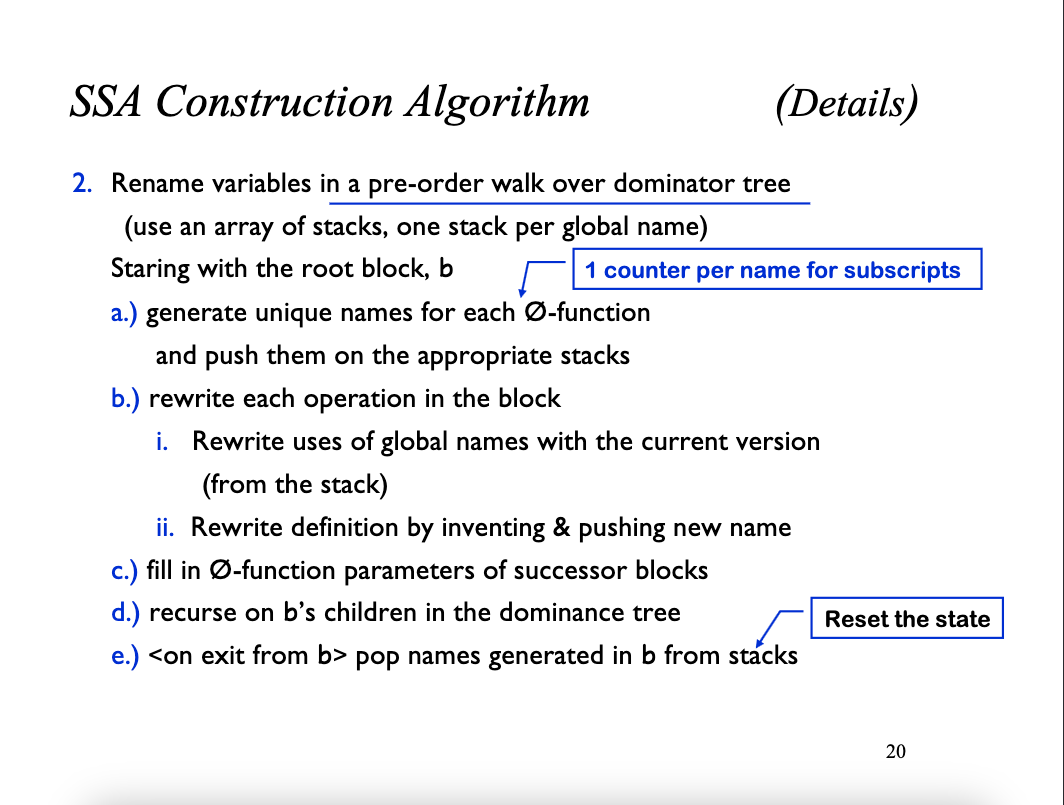 SSA Construction Algorithm (Details)
2. Rename variables in a pre-order walk over dominator tree
(use an array of stacks, one stack per global name)
Staring with the root block, b
1 counter per name for subscripts
a.) generate unique names for each Ø-function
and push them on the appropriate stacks
b.) rewrite each operation in the block
i. Rewrite uses of global names with the current version
(from the stack)
ii. Rewrite definition by inventing & pushing new name
c.) fill in Ø-function parameters of successor blocks
d.) recurse on b’s children in the dominance tree
Reset the state
e.) <on exit from b> pop names generated in b from stacks
20